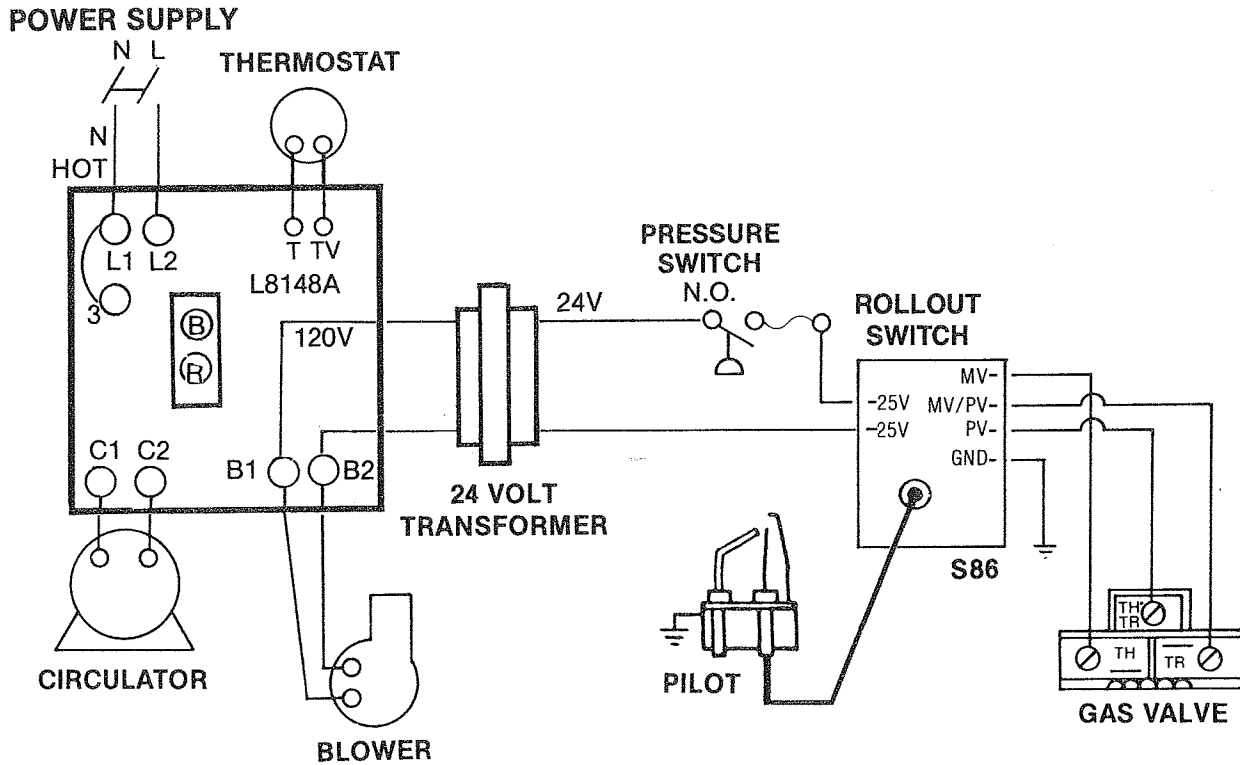 POWER SUPPLY
N L
THERMOSTAT
N
HOT
L1 L2
T TV
L8148A
3
B
R
120V
24V
PRESSURE
SWITCH
N.O.
ROLLOUT
SWITCH
MV-
-25V
MV/PV-
-25V
PV-
GND-
C1 C2
B1
B2
24 VOLT
TRANSFORMER
S86
TH
TR
TH
TR
PILOT
CIRCULATOR
GAS VALVE
BLOWER